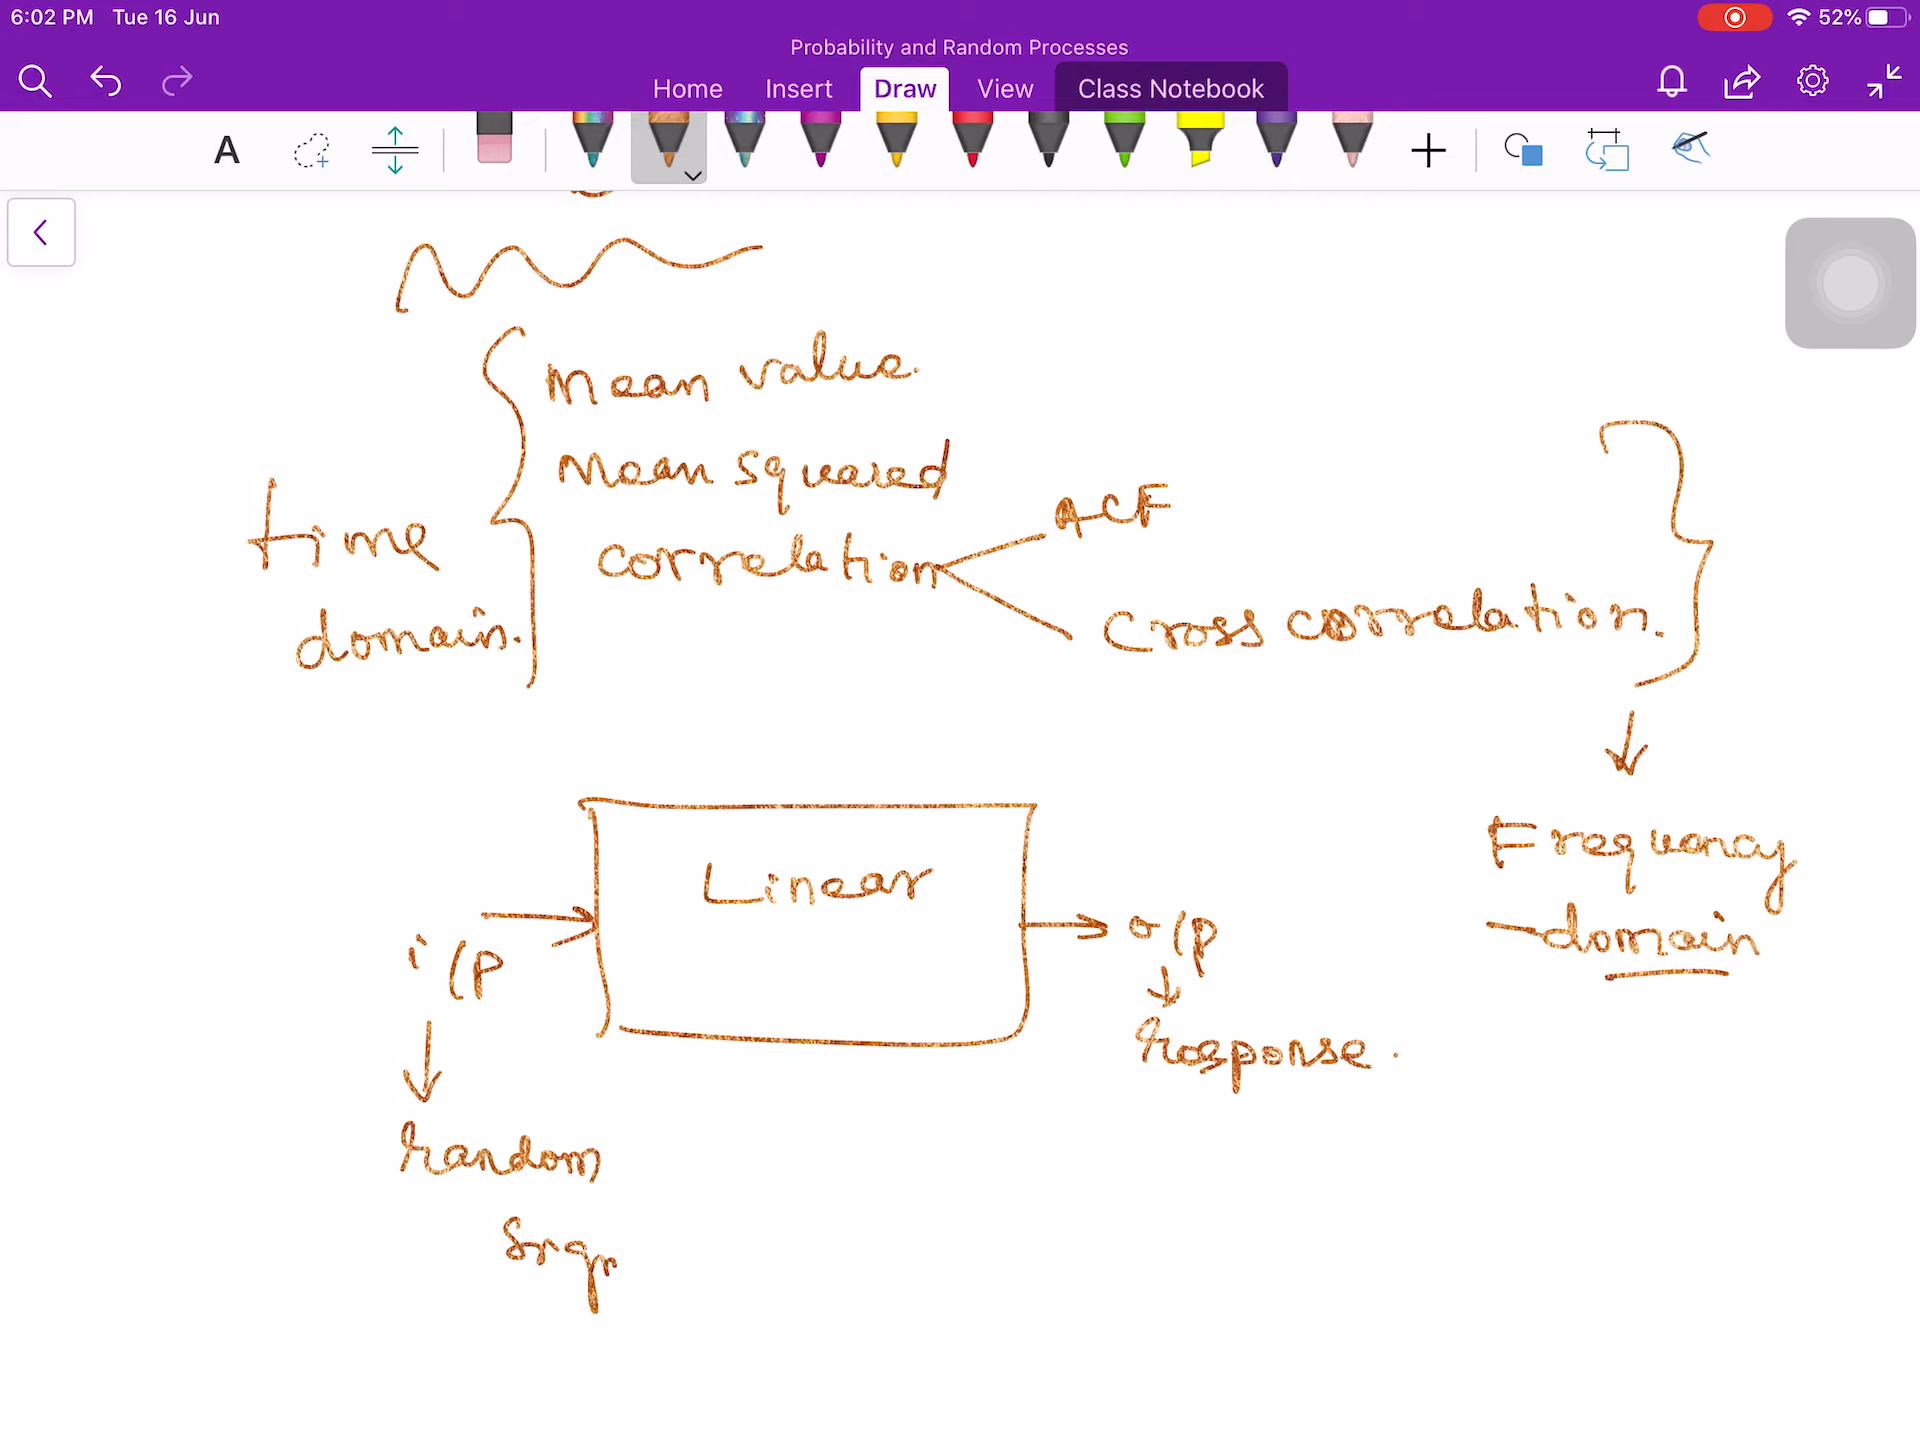 6:02 PM Tue 16 Jun 52%
Probability and Random Processes
Home Insert Draw View Class Notebook
A
Mean value.
Mean squared
time domain.
correlation
ACF
Cross correlation.
Frequency
domain
Linear
i/p
o/p
Response.
Random
Sign